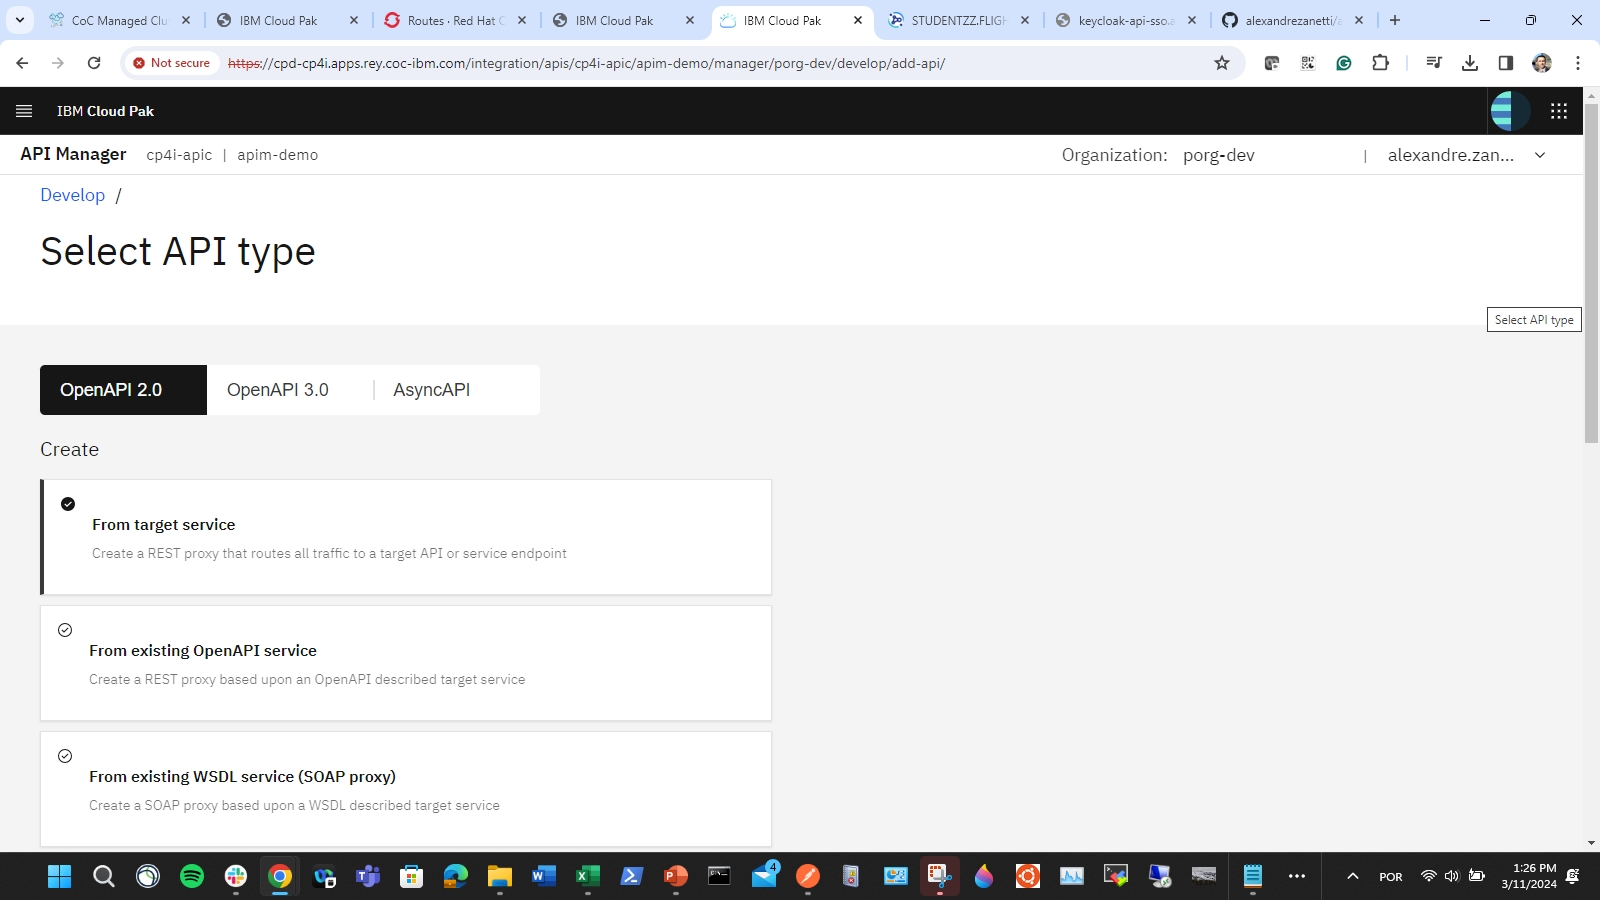 CoC Managed Clu
IBM Cloud Pak
Routes · Red Hat C
IBM Cloud Pak
IBM Cloud Pak
STUDENTZZ.FLIGH
keycloak-api-sso.a
alexandrezanetti/a
Not secure
https://cpd-cp4i.apps.rey.coc-ibm.com/integration/apis/cp4i-apic/apim-demo/manager/porg-dev/develop/add-api/
IBM Cloud Pak
API Manager cp4i-apic | apim-demo
Organization: porg-dev | alexandre.zan...
Develop /
Select API type
Select API type
OpenAPI 2.0
OpenAPI 3.0
AsyncAPI
Create
From target service
Create a REST proxy that routes all traffic to a target API or service endpoint
From existing OpenAPI service
Create a REST proxy based upon an OpenAPI described target service
From existing WSDL service (SOAP proxy)
Create a SOAP proxy based upon a WSDL described target service
4
POR
1:26 PM
3/11/2024